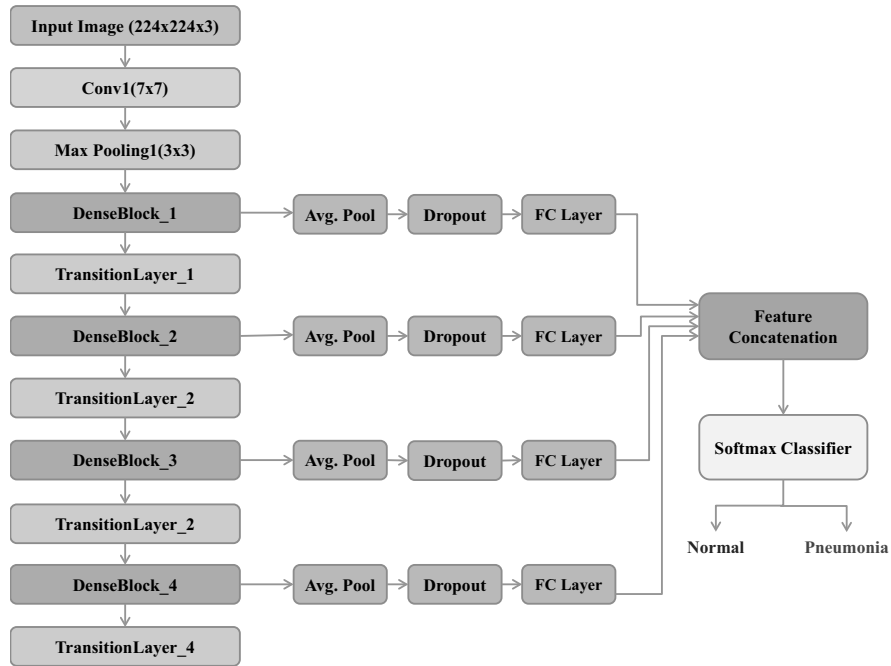 Input Image (224x224x3)
Conv1(7x7)
Max Pooling1(3x3)
DenseBlock_1
Avg. Pool
Dropout
FC Layer
TransitionLayer_1
DenseBlock_2
Avg. Pool
Dropout
FC Layer
Feature
Concatenation
TransitionLayer_2
DenseBlock_3
Avg. Pool
Dropout
FC Layer
Softmax Classifier
TransitionLayer_2
Normal
Pneumonia
DenseBlock_4
Avg. Pool
Dropout
FC Layer
TransitionLayer_4